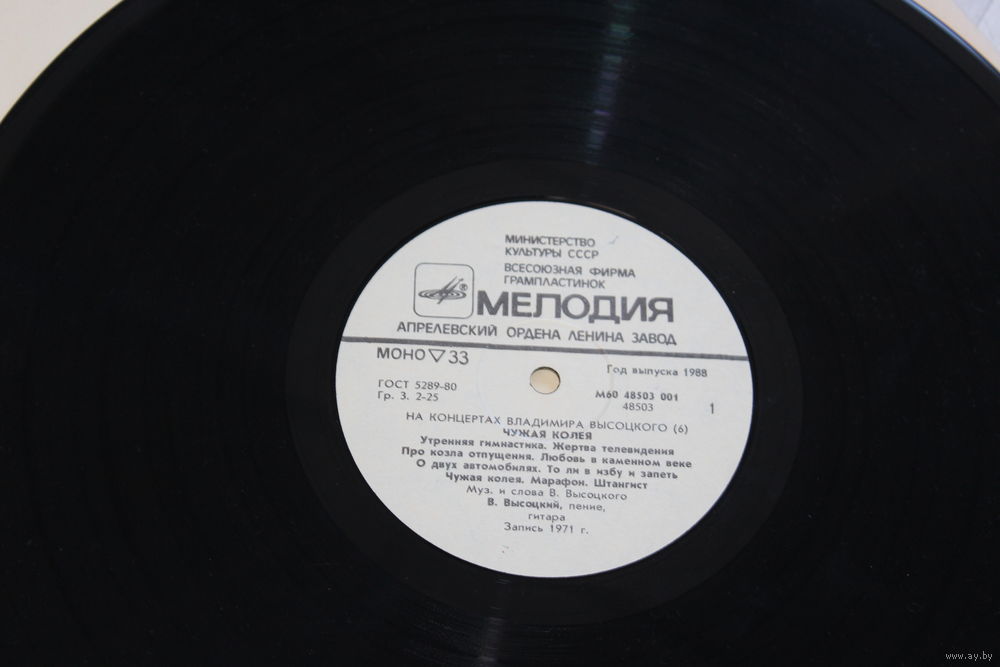 МИНИСТЕРСТВО
КУЛЬТУРЫ СССР
ВСЕСОЮЗНАЯ ФИРМА
ГРАМПЛАСТИНОК
®
МЕЛОДИЯ
АПРЕЛЕВСКИЙ ОРДЕНА ЛЕНИНА ЗАВОД
МОНО ▽ 33
Год выпуска 1988
ГОСТ 5289-80
Гр. 3. 2-25
М60 48503 001
48503
1
НА КОНЦЕРТАХ ВЛАДИМИРА ВЫСОЦКОГО (6)
ЧУЖАЯ КОЛЕЯ
Утренняя гимнастика. Жертва телевидения
Про козла отпущения. Любовь в каменном веке
О двух автомобилях. То ли в избу и запеть
Чужая колея. Марафон. Штангист
Муз. и слова В. Высоцкого
В. Высоцкий, пение,
гитара
Запись 1971 г.
www.ay.by